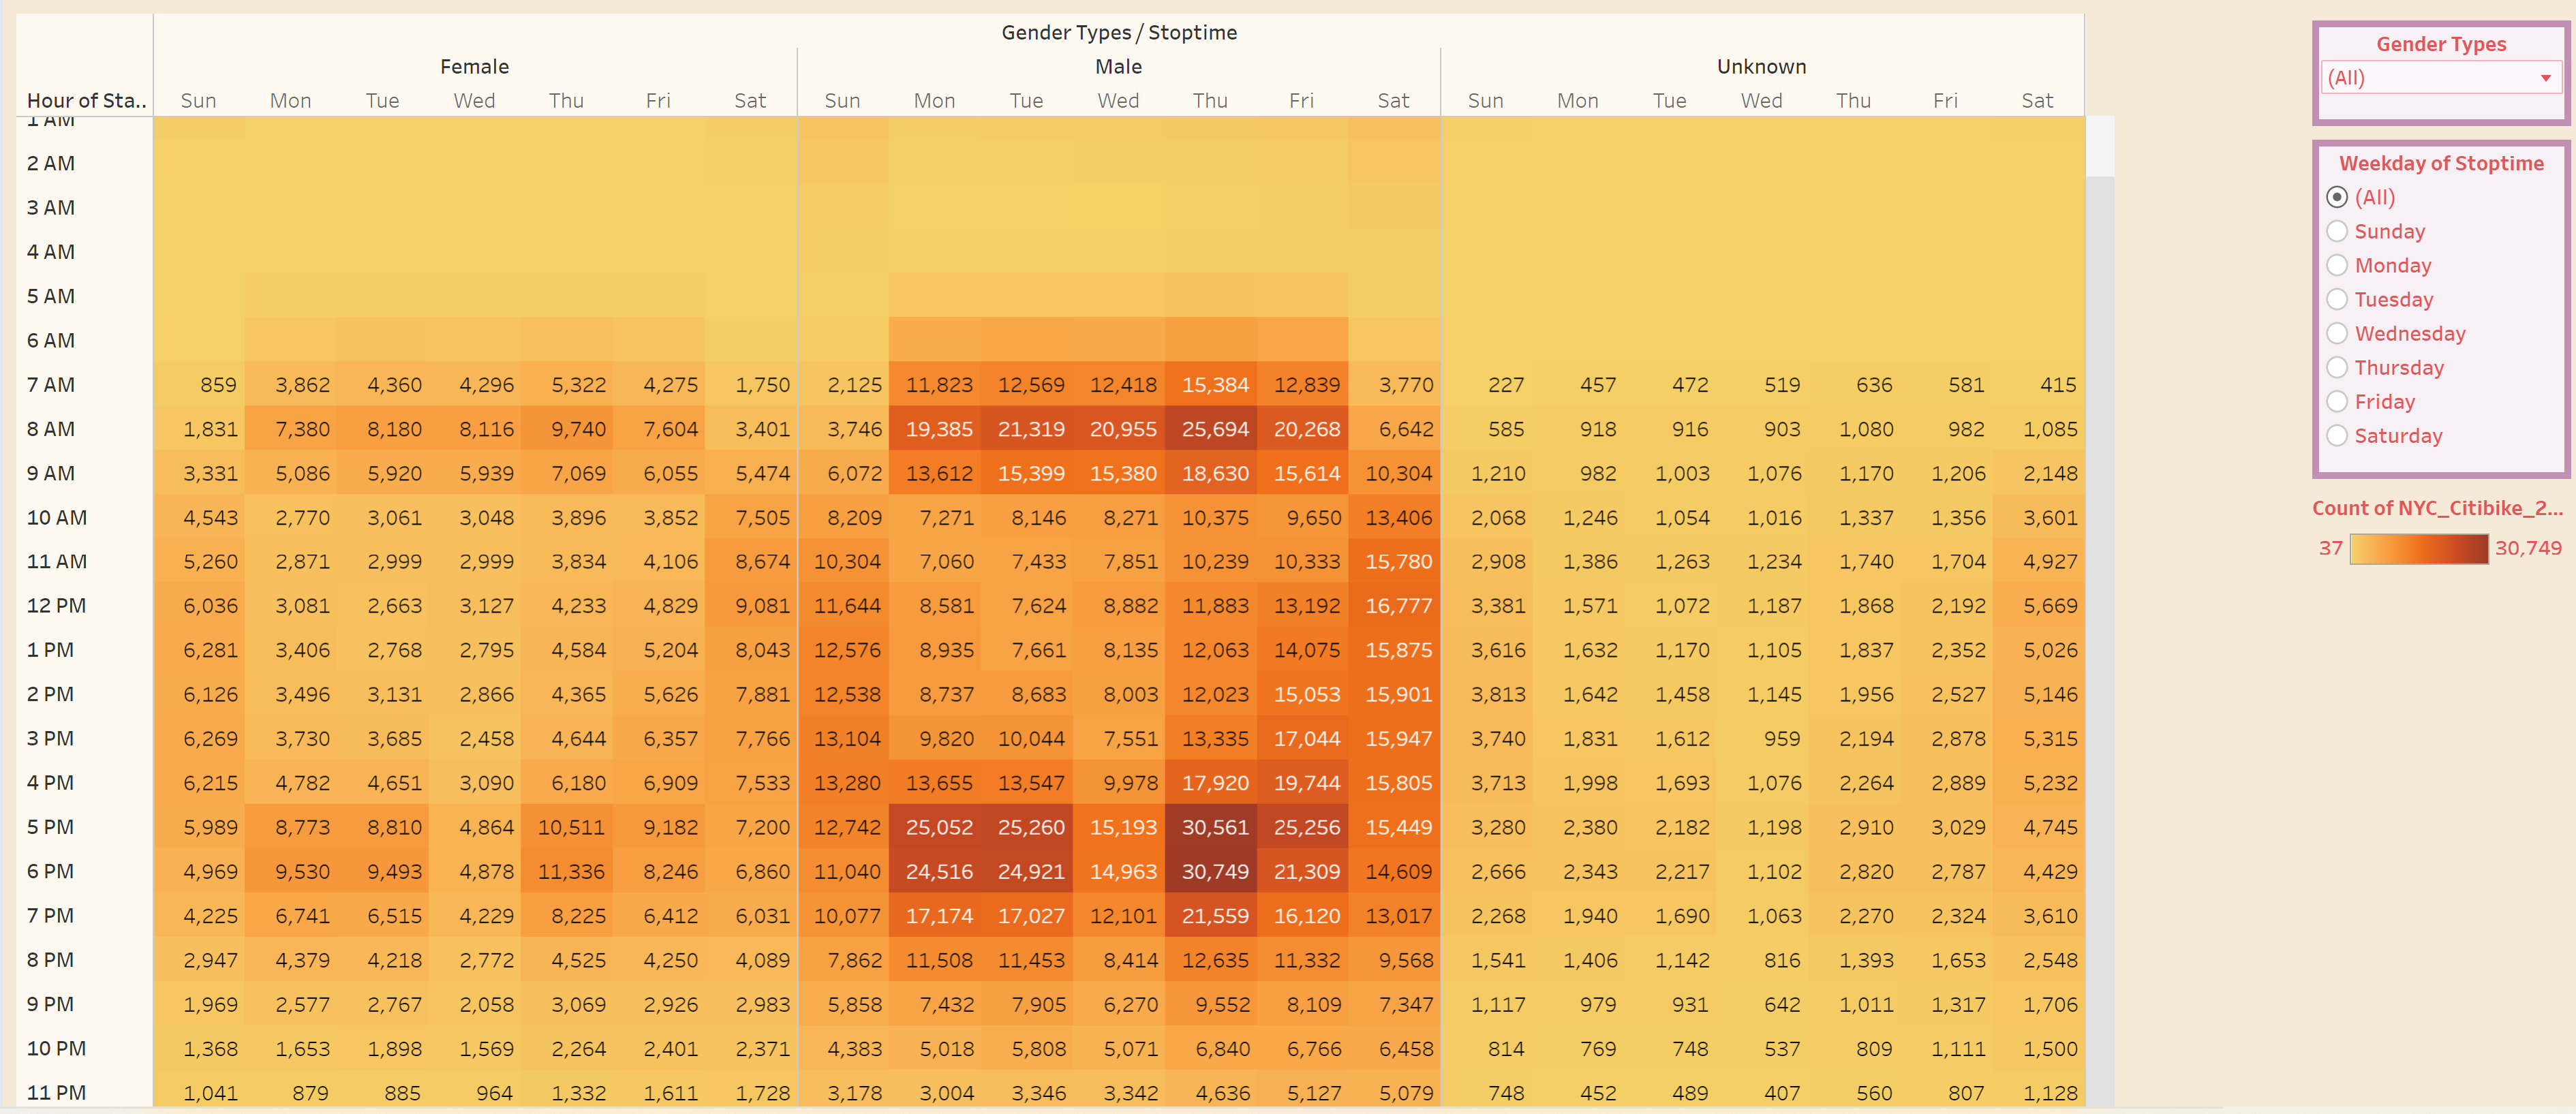 Gender Types / Stoptime
Female Male Unknown
Hour of Sta.. Sun Mon Tue Wed Thu Fri Sat Sun Mon Tue Wed Thu Fri Sat Sun Mon Tue Wed Thu Fri Sat
1 AM
2 AM
3 AM
4 AM
5 AM
6 AM
7 AM 859 3,862 4,360 4,296 5,322 4,275 1,750 2,125 11,823 12,569 12,418 15,384 12,839 3,770 227 457 472 519 636 581 415
8 AM 1,831 7,380 8,180 8,116 9,740 7,604 3,401 3,746 19,385 21,319 20,955 25,694 20,268 6,642 585 918 916 903 1,080 982 1,085
9 AM 3,331 5,086 5,920 5,939 7,069 6,055 5,474 6,072 13,612 15,399 15,380 18,630 15,614 10,304 1,210 982 1,003 1,076 1,170 1,206 2,148
10 AM 4,543 2,770 3,061 3,048 3,896 3,852 7,505 8,209 7,271 8,146 8,271 10,375 9,650 13,406 2,068 1,246 1,054 1,016 1,337 1,356 3,601
11 AM 5,260 2,871 2,999 2,999 3,834 4,106 8,674 10,304 7,060 7,433 7,851 10,239 10,333 15,780 2,908 1,386 1,263 1,234 1,740 1,704 4,927
12 PM 6,036 3,081 2,663 3,127 4,233 4,829 9,081 11,644 8,581 7,624 8,882 11,883 13,192 16,777 3,381 1,571 1,072 1,187 1,868 2,192 5,669
1 PM 6,281 3,406 2,768 2,795 4,584 5,204 8,043 12,576 8,935 7,661 8,135 12,063 14,075 15,875 3,616 1,632 1,170 1,105 1,837 2,352 5,026
2 PM 6,126 3,496 3,131 2,866 4,365 5,626 7,881 12,538 8,737 8,683 8,003 12,023 15,053 15,901 3,813 1,642 1,458 1,145 1,956 2,527 5,146
3 PM 6,269 3,730 3,685 2,458 4,644 6,357 7,766 13,104 9,820 10,044 7,551 13,335 17,044 15,947 3,740 1,831 1,612 959 2,194 2,878 5,315
4 PM 6,215 4,782 4,651 3,090 6,180 6,909 7,533 13,280 13,655 13,547 9,978 17,920 19,744 15,805 3,713 1,998 1,693 1,076 2,264 2,889 5,232
5 PM 5,989 8,773 8,810 4,864 10,511 9,182 7,200 12,742 25,052 25,260 15,193 30,561 25,256 15,449 3,280 2,380 2,182 1,198 2,910 3,029 4,745
6 PM 4,969 9,530 9,493 4,878 11,336 8,246 6,860 11,040 24,516 24,921 14,963 30,749 21,309 14,609 2,666 2,343 2,217 1,102 2,820 2,787 4,429
7 PM 4,225 6,741 6,515 4,229 8,225 6,412 6,031 10,077 17,174 17,027 12,101 21,559 16,120 13,017 2,268 1,940 1,690 1,063 2,270 2,324 3,610
8 PM 2,947 4,379 4,218 2,772 4,525 4,250 4,089 7,862 11,508 11,453 8,414 12,635 11,332 9,568 1,541 1,406 1,142 816 1,393 1,653 2,548
9 PM 1,969 2,577 2,767 2,058 3,069 2,926 2,983 5,858 7,432 7,905 6,270 9,552 8,109 7,347 1,117 979 931 642 1,011 1,317 1,706
10 PM 1,368 1,653 1,898 1,569 2,264 2,401 2,371 4,383 5,018 5,808 5,071 6,840 6,766 6,458 814 769 748 537 809 1,111 1,500
11 PM 1,041 879 885 964 1,332 1,611 1,728 3,178 3,004 3,346 3,342 4,636 5,127 5,079 748 452 489 407 560 807 1,128
Gender Types
(All)
Weekday of Stoptime
(All)
Sunday
Monday
Tuesday
Wednesday
Thursday
Friday
Saturday
Count of NYC_Citibike_2...
37 30,749